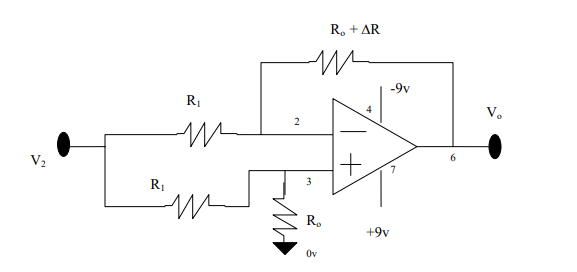 Rₒ + ΔR
-9v
R₁
4
Vₒ
2
V₂
6
7
R₁
3
Rₒ
+9v
0v